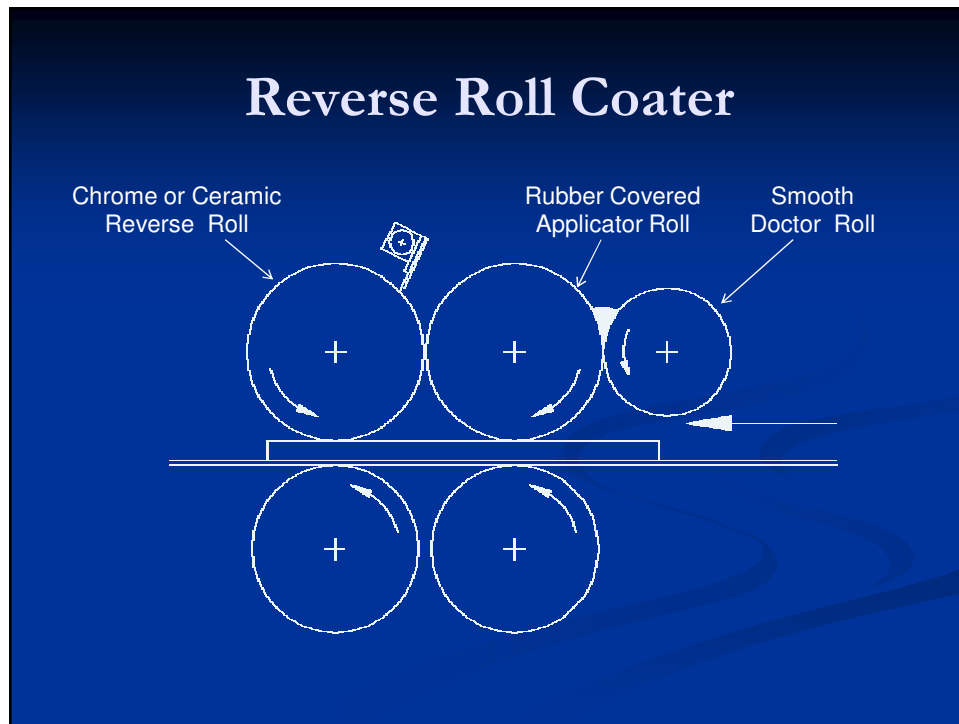 Reverse Roll Coater
Chrome or Ceramic
Reverse Roll
Rubber Covered
Applicator Roll
Smooth
Doctor Roll